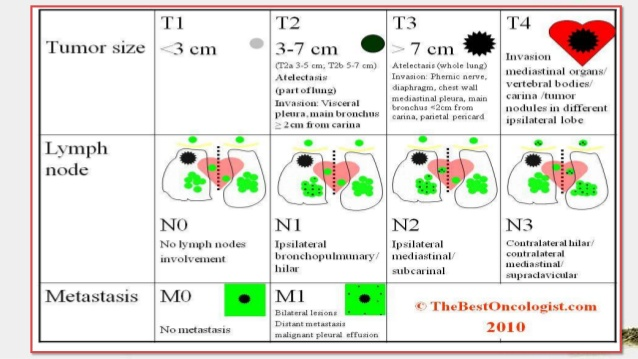 T1
T2
T3
T4
Tumor size
<3 cm
3-7 cm
> 7 cm
(T2a 3-5 cm, T2b 5-7 cm)
Atelectasis
(part of lung)
Invasion: Visceral
pleura, main bronchus
≥ 2cm from carina
Atelectasis (whole lung)
Invasion: Phernic nerve,
diaphragm, chest wall
mediastinal pleura, main
bronchus <2cm from
carina, parietal pericard
Invasion
mediastinal organs/
vertebral bodies/
carina /tumor
nodules in different
ipsilateral lobe
Lymph
node
N0
No lymph nodes
involvement
N1
Ipsilateral
bronchopulmunary/
hilar
N2
Ipsilateral
mediastinal/
subcarinal
N3
Contralateral hilar/
contralateral
mediastinal/
supraclavicular
Metastasis
M0
No metastasis
M1
Bilateral lesions
Distant metastasis
malignant pleural effusion
© TheBestOncologist.com
2010